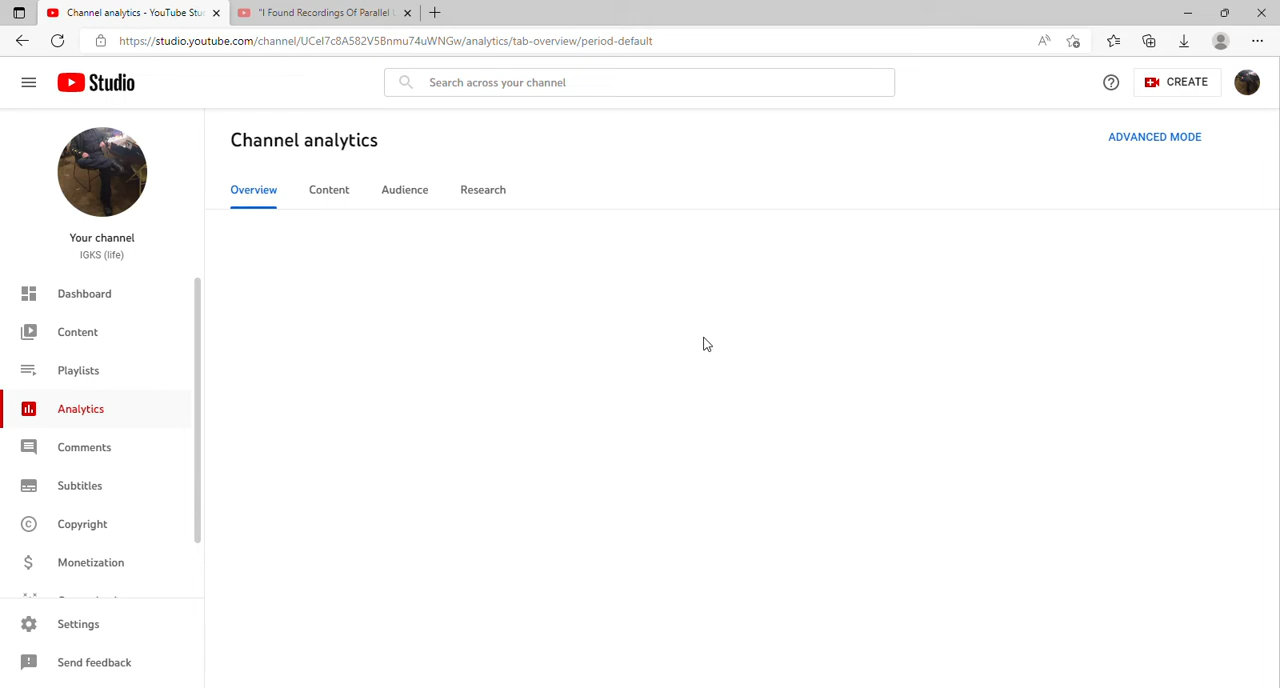 Channel analytics - YouTube Stu
"I Found Recordings Of Parallel
https://studio.youtube.com/channel/UCel7c8A582V5Bnmu74uWNGw/analytics/tab-overview/period-default
Studio
Search across your channel
CREATE
Channel analytics
ADVANCED MODE
Overview
Content
Audience
Research
Your channel
IGKS (life)
Dashboard
Content
Playlists
Analytics
Comments
Subtitles
Copyright
Monetization
Settings
Send feedback